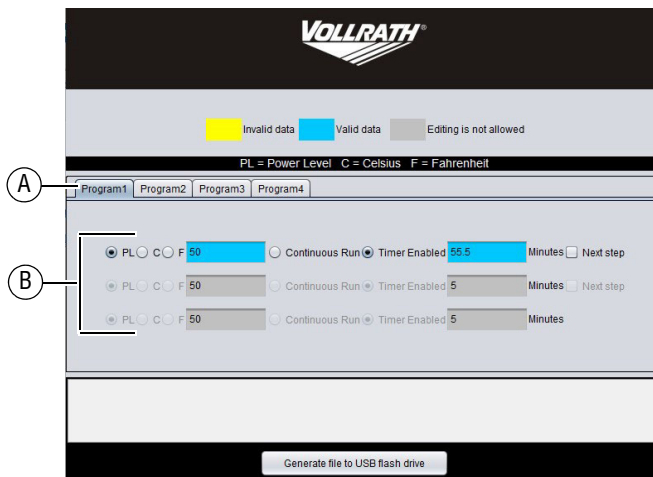 VOLLRATH®
Invalid data Valid data Editing is not allowed
PL = Power Level C = Celsius F = Fahrenheit
A
Program1 Program2 Program3 Program4
B
PL C F 50 Continuous Run Timer Enabled 55.5 Minutes Next step
PL C F 50 Continuous Run Timer Enabled 5 Minutes Next step
PL C F 50 Continuous Run Timer Enabled 5 Minutes
Generate file to USB flash drive